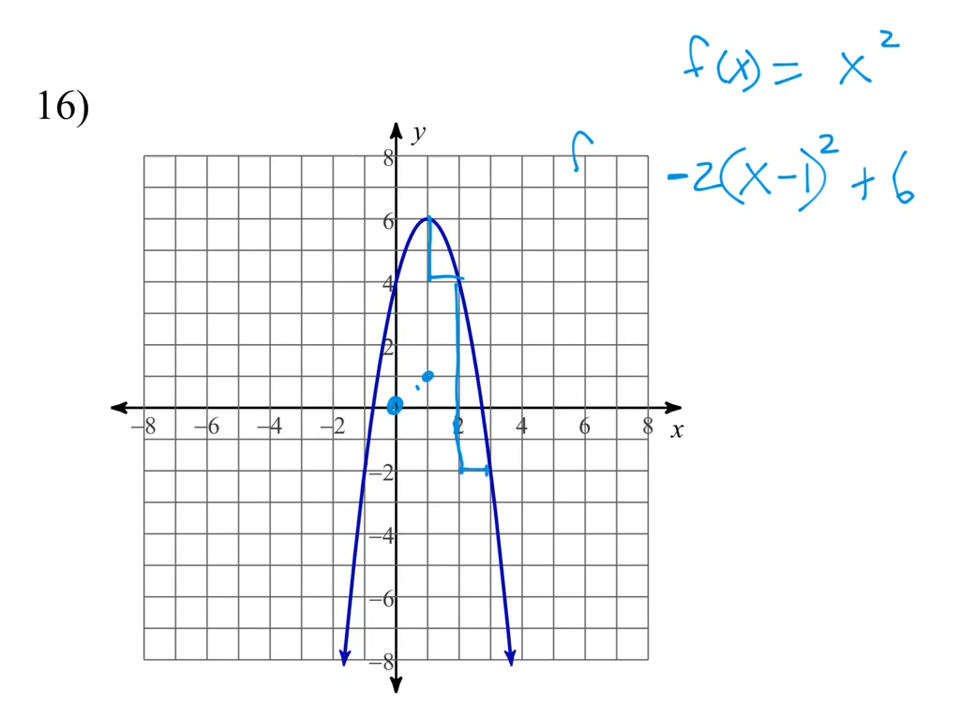 f(x) = x²
16)
y
f -2(x-1)² + 6
8
6
4
2
-8 -6 -4 -2 2 4 6 8 x
-2
-4
-6
-8